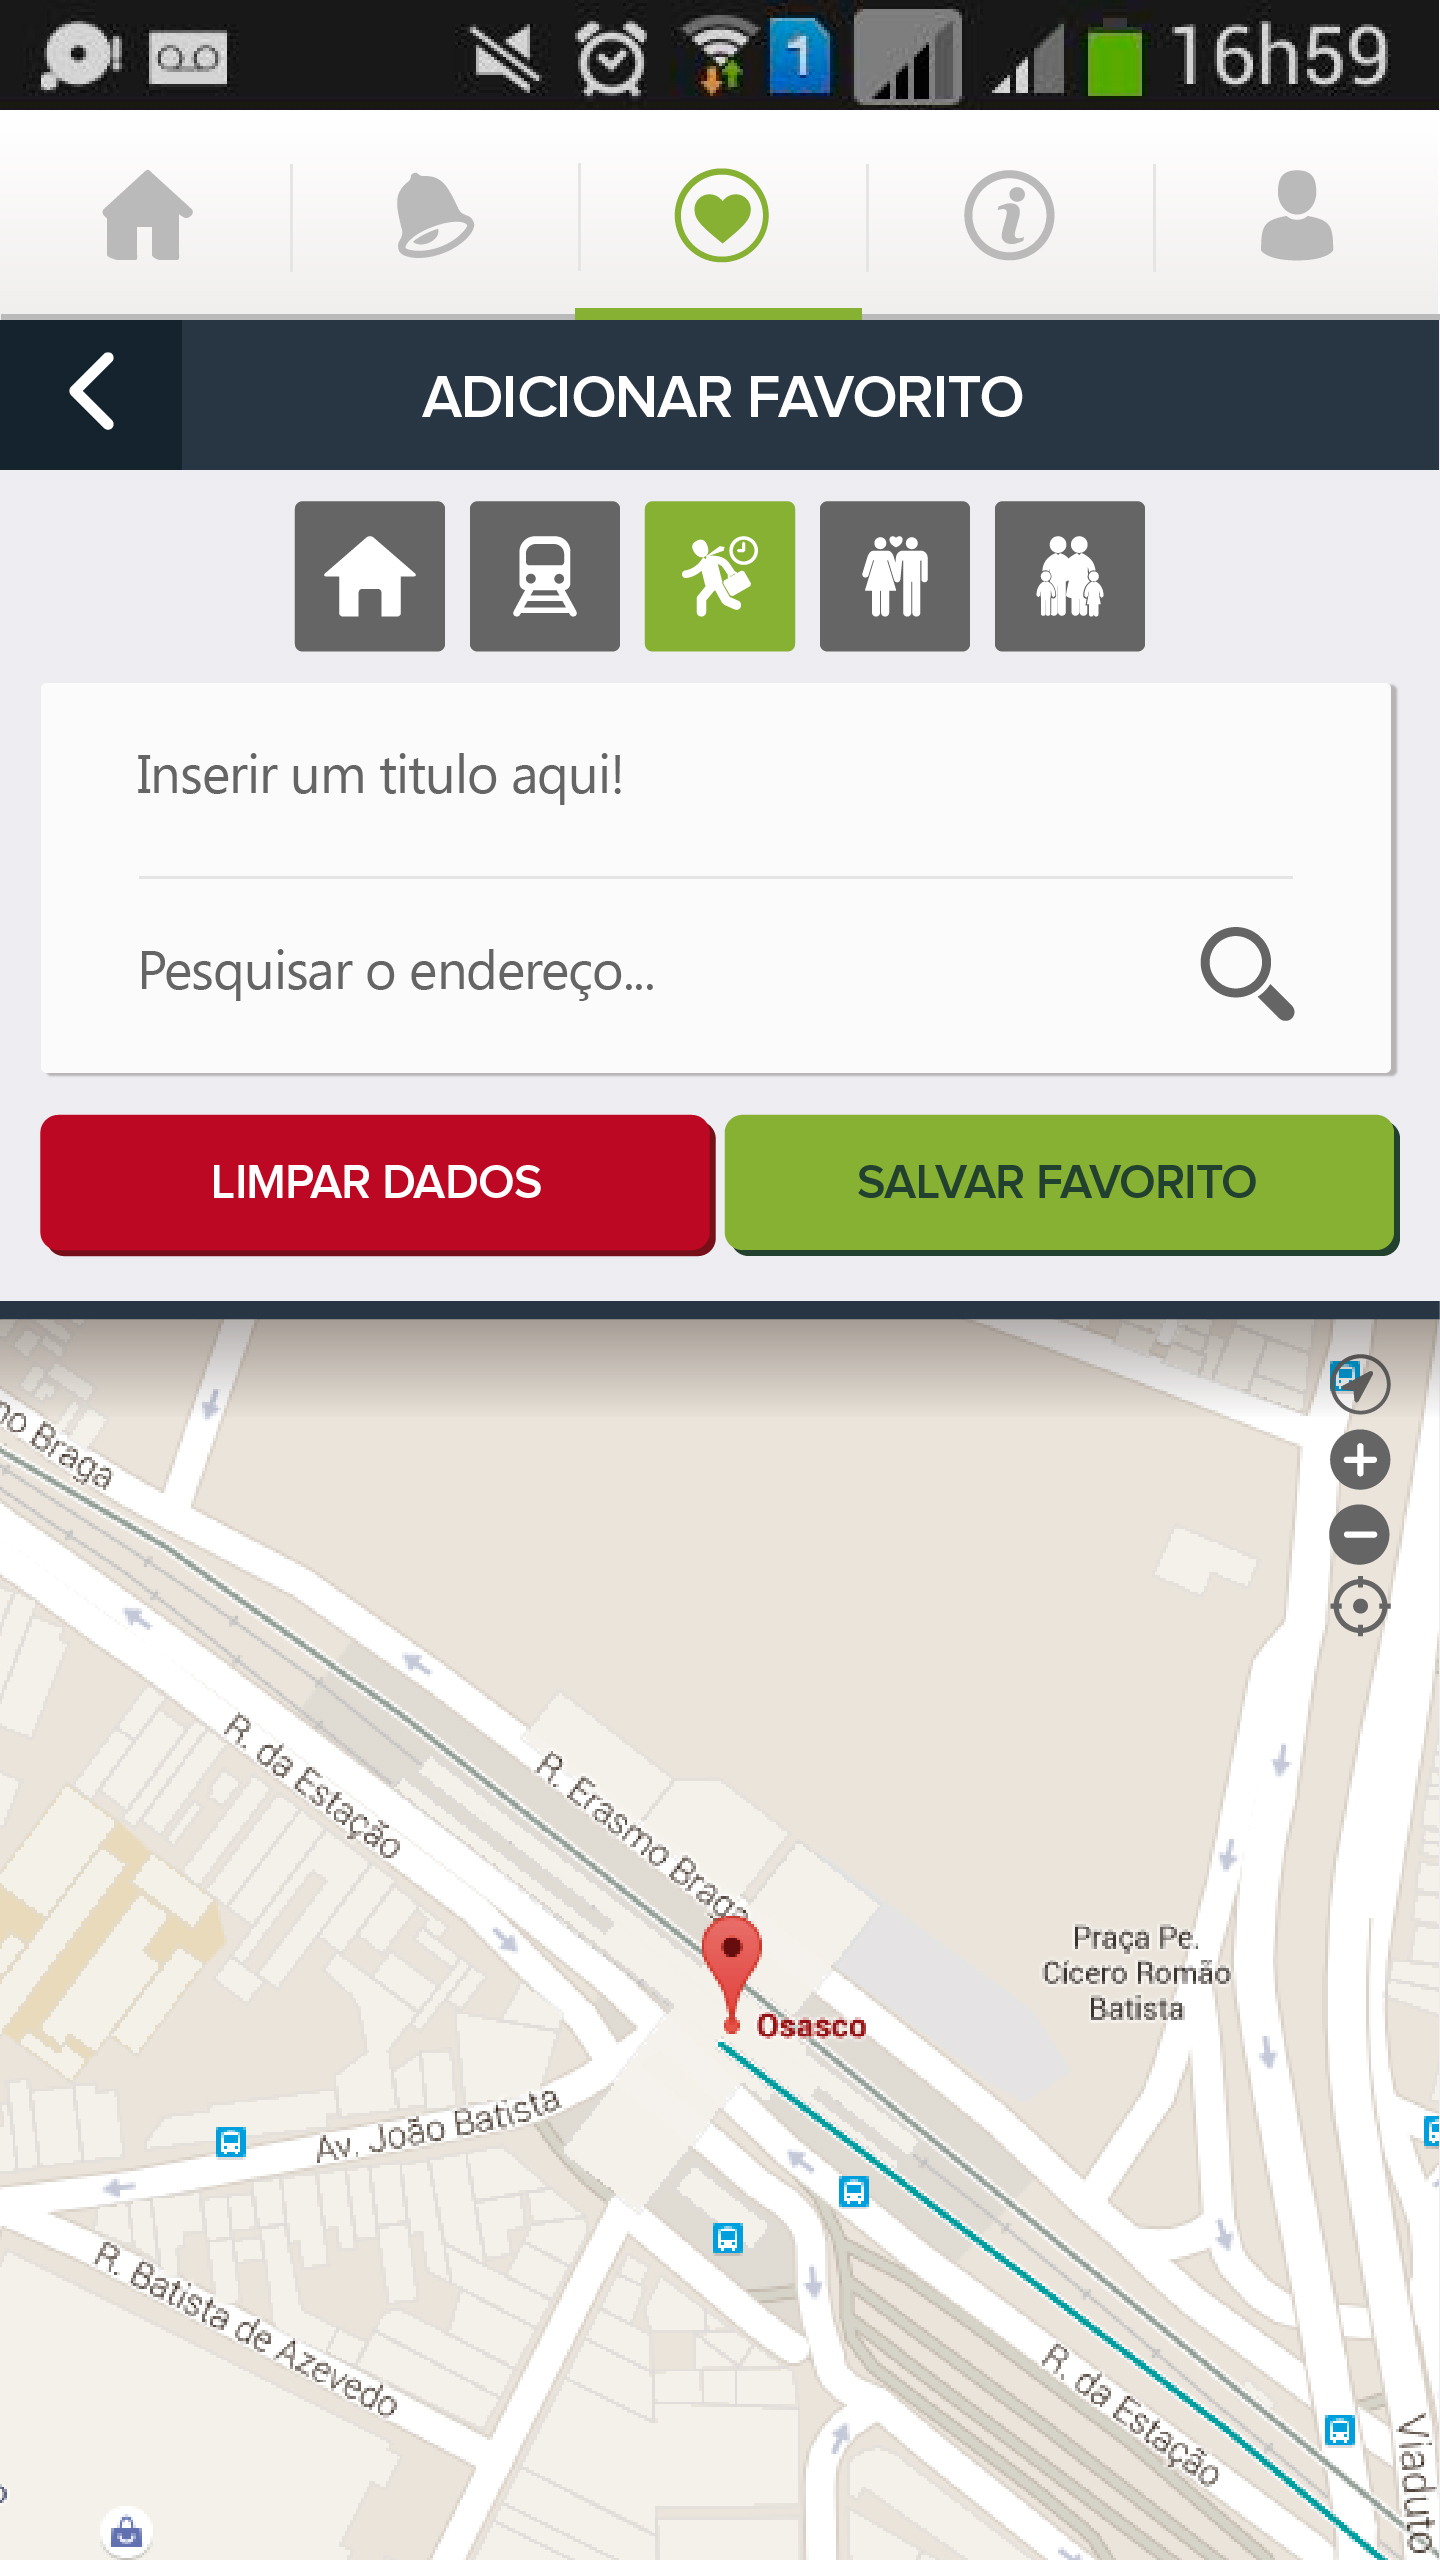 1 16h59
ADICIONAR FAVORITO
Inserir um titulo aqui!
Pesquisar o endereço...
LIMPAR DADOS
SALVAR FAVORITO
no Braga
R. da Estação
R. Erasmo Braga
Praça Pe.
Cícero Romão
Batista
Osasco
Av. João Batista
R. Batista de Azevedo
R. da Estação
Viaduto